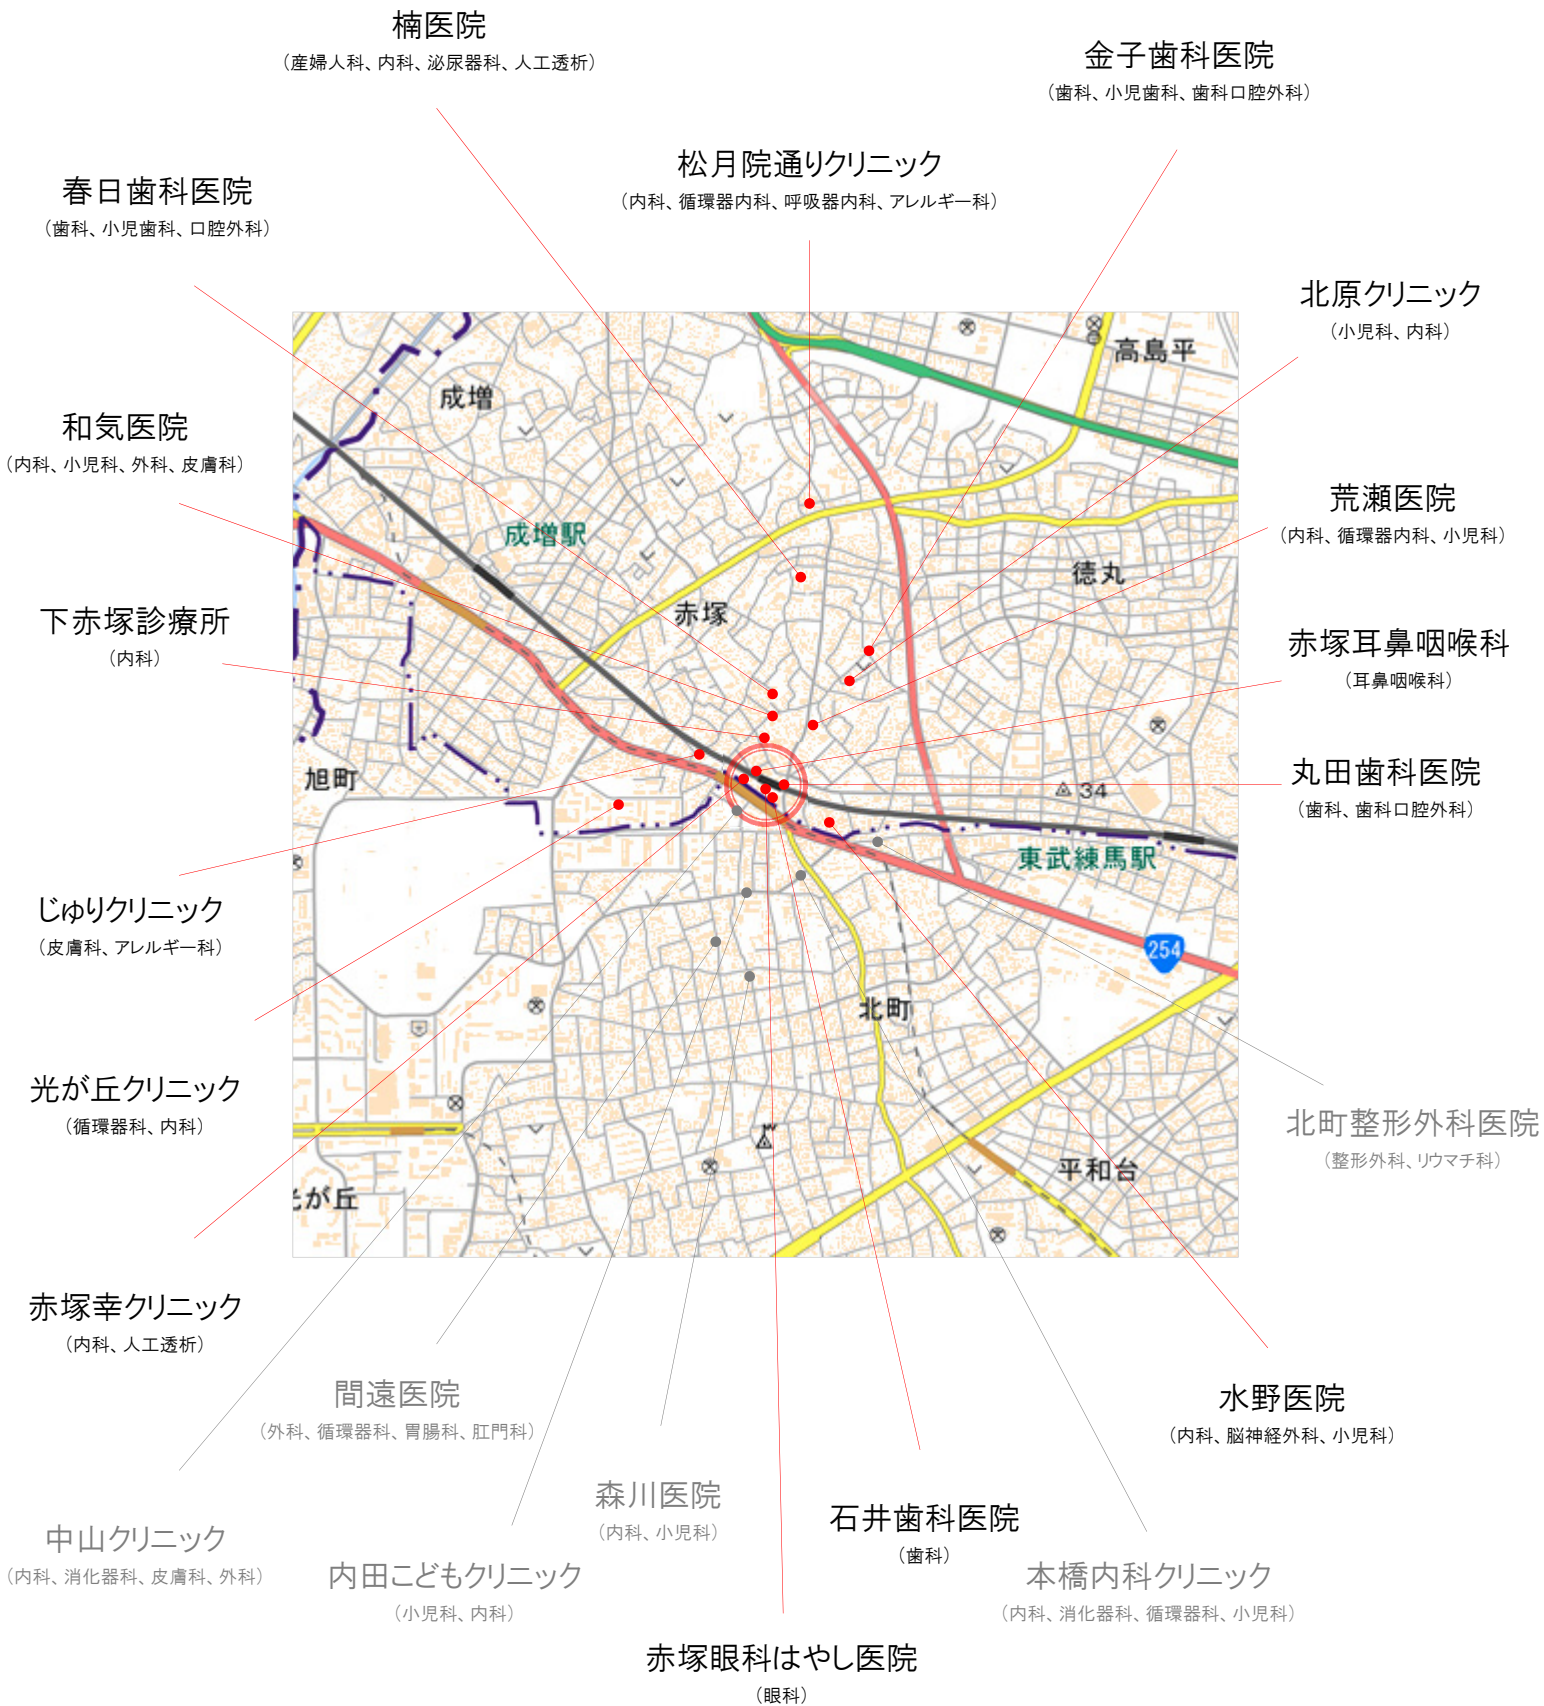 楠医院
（産婦人科、内科、泌尿器科、人工透析）
金子歯科医院
（歯科、小児歯科、歯科口腔外科）
松月院通りクリニック
（内科、循環器内科、呼吸器内科、アレルギー科）
春日歯科医院
（歯科、小児歯科、口腔外科）
北原クリニック
（小児科、内科）
和気医院
（内科、小児科、外科、皮膚科）
荒瀬医院
（内科、循環器内科、小児科）
下赤塚診療所
（内科）
赤塚耳鼻咽喉科
（耳鼻咽喉科）
丸田歯科医院
（歯科、歯科口腔外科）
高島平
成増
成増駅
徳丸
赤塚
旭町
34
東武練馬駅
254
北町
平和台
光が丘
じゅりクリニック
（皮膚科、アレルギー科）
光が丘クリニック
（循環器科、内科）
北町整形外科医院
（整形外科、リウマチ科）
赤塚幸クリニック
（内科、人工透析）
間遠医院
（外科、循環器科、胃腸科、肛門科）
水野医院
（内科、脳神経外科、小児科）
森川医院
（内科、小児科）
石井歯科医院
（歯科）
中山クリニック
（内科、消化器科、皮膚科、外科）
内田こどもクリニック
（小児科、内科）
本橋内科クリニック
（内科、消化器科、循環器科、小児科）
赤塚眼科はやし医院
（眼科）